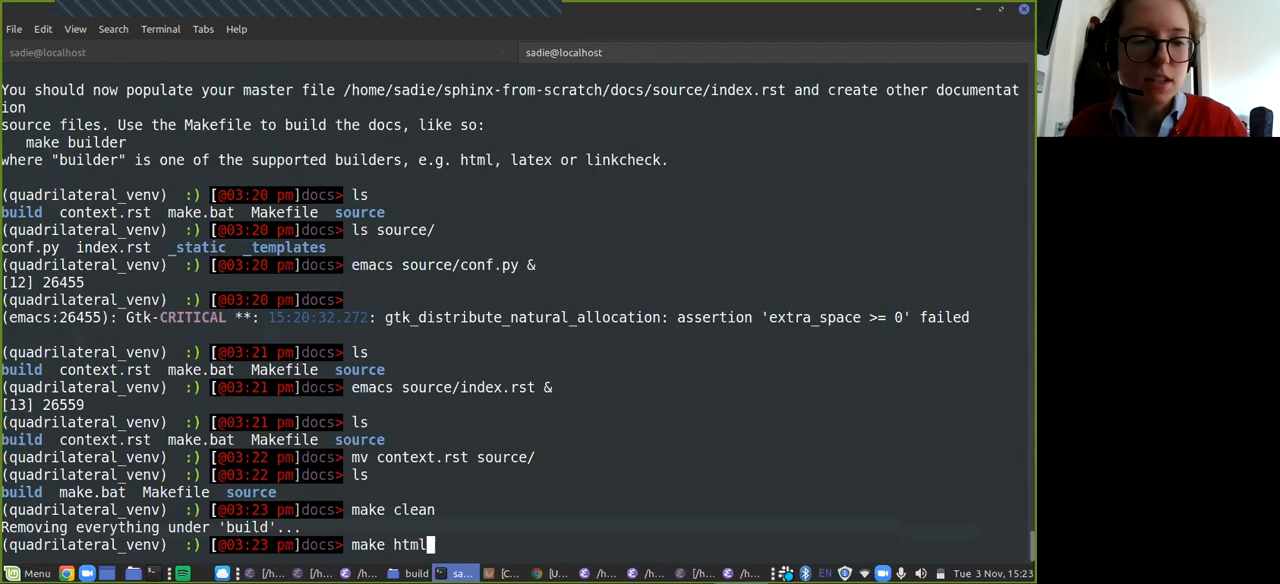 File Edit View Search Terminal Tabs Help
sadie@localhost sadie@localhost
You should now populate your master file /home/sadie/sphinx-from-scratch/docs/source/index.rst and create other documentat
ion
source files. Use the Makefile to build the docs, like so:
make builder
where "builder" is one of the supported builders, e.g. html, latex or linkcheck.
(quadrilateral_venv) :) [@03:20 pm]docs> ls
build context.rst make.bat Makefile source
(quadrilateral_venv) :) [@03:20 pm]docs> ls source/
conf.py index.rst _static _templates
(quadrilateral_venv) :) [@03:20 pm]docs> emacs source/conf.py &
[12] 26455
(quadrilateral_venv) :) [@03:20 pm]docs>
(emacs:26455): Gtk-CRITICAL **: 15:20:32.272: gtk_distribute_natural_allocation: assertion 'extra_space >= 0' failed
(quadrilateral_venv) :) [@03:21 pm]docs> ls
build context.rst make.bat Makefile source
(quadrilateral_venv) :) [@03:21 pm]docs> emacs source/index.rst &
[13] 26559
(quadrilateral_venv) :) [@03:21 pm]docs> ls
build context.rst make.bat Makefile source
(quadrilateral_venv) :) [@03:22 pm]docs> mv context.rst source/
(quadrilateral_venv) :) [@03:22 pm]docs> ls
build make.bat Makefile source
(quadrilateral_venv) :) [@03:23 pm]docs> make clean
Removing everything under 'build'...
(quadrilateral_venv) :) [@03:23 pm]docs> make html
Menu [/h... [/h... /h... build sa... [C... [U... /h... /h... [/h... /h... EN Tue 3 Nov, 15:23